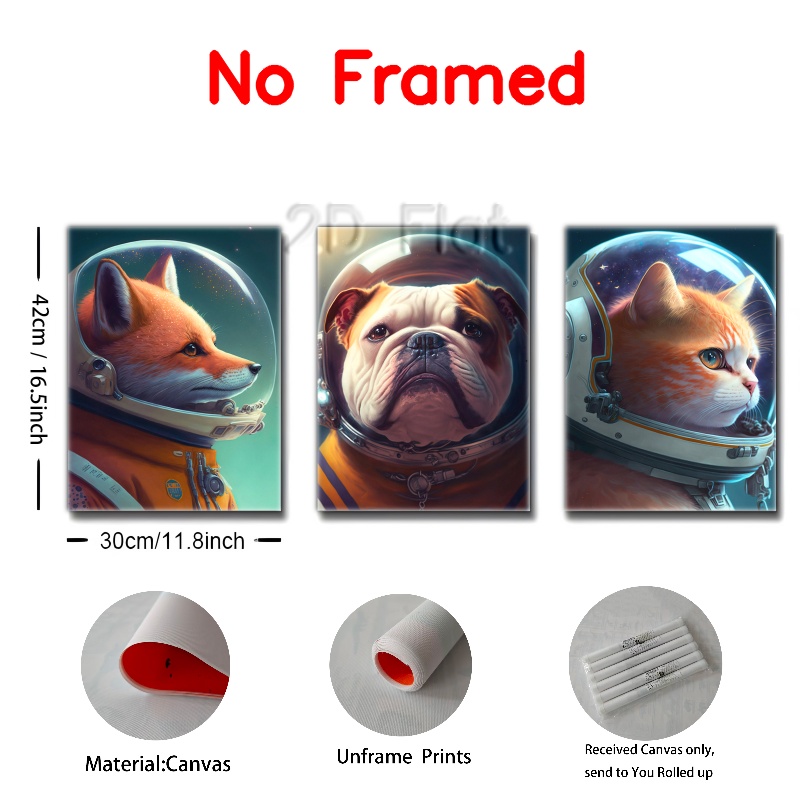 No Framed
2D Flat
42cm / 16.5inch
30cm/11.8inch
Material:Canvas
Unframe Prints
Received Canvas only,
send to You Rolled up